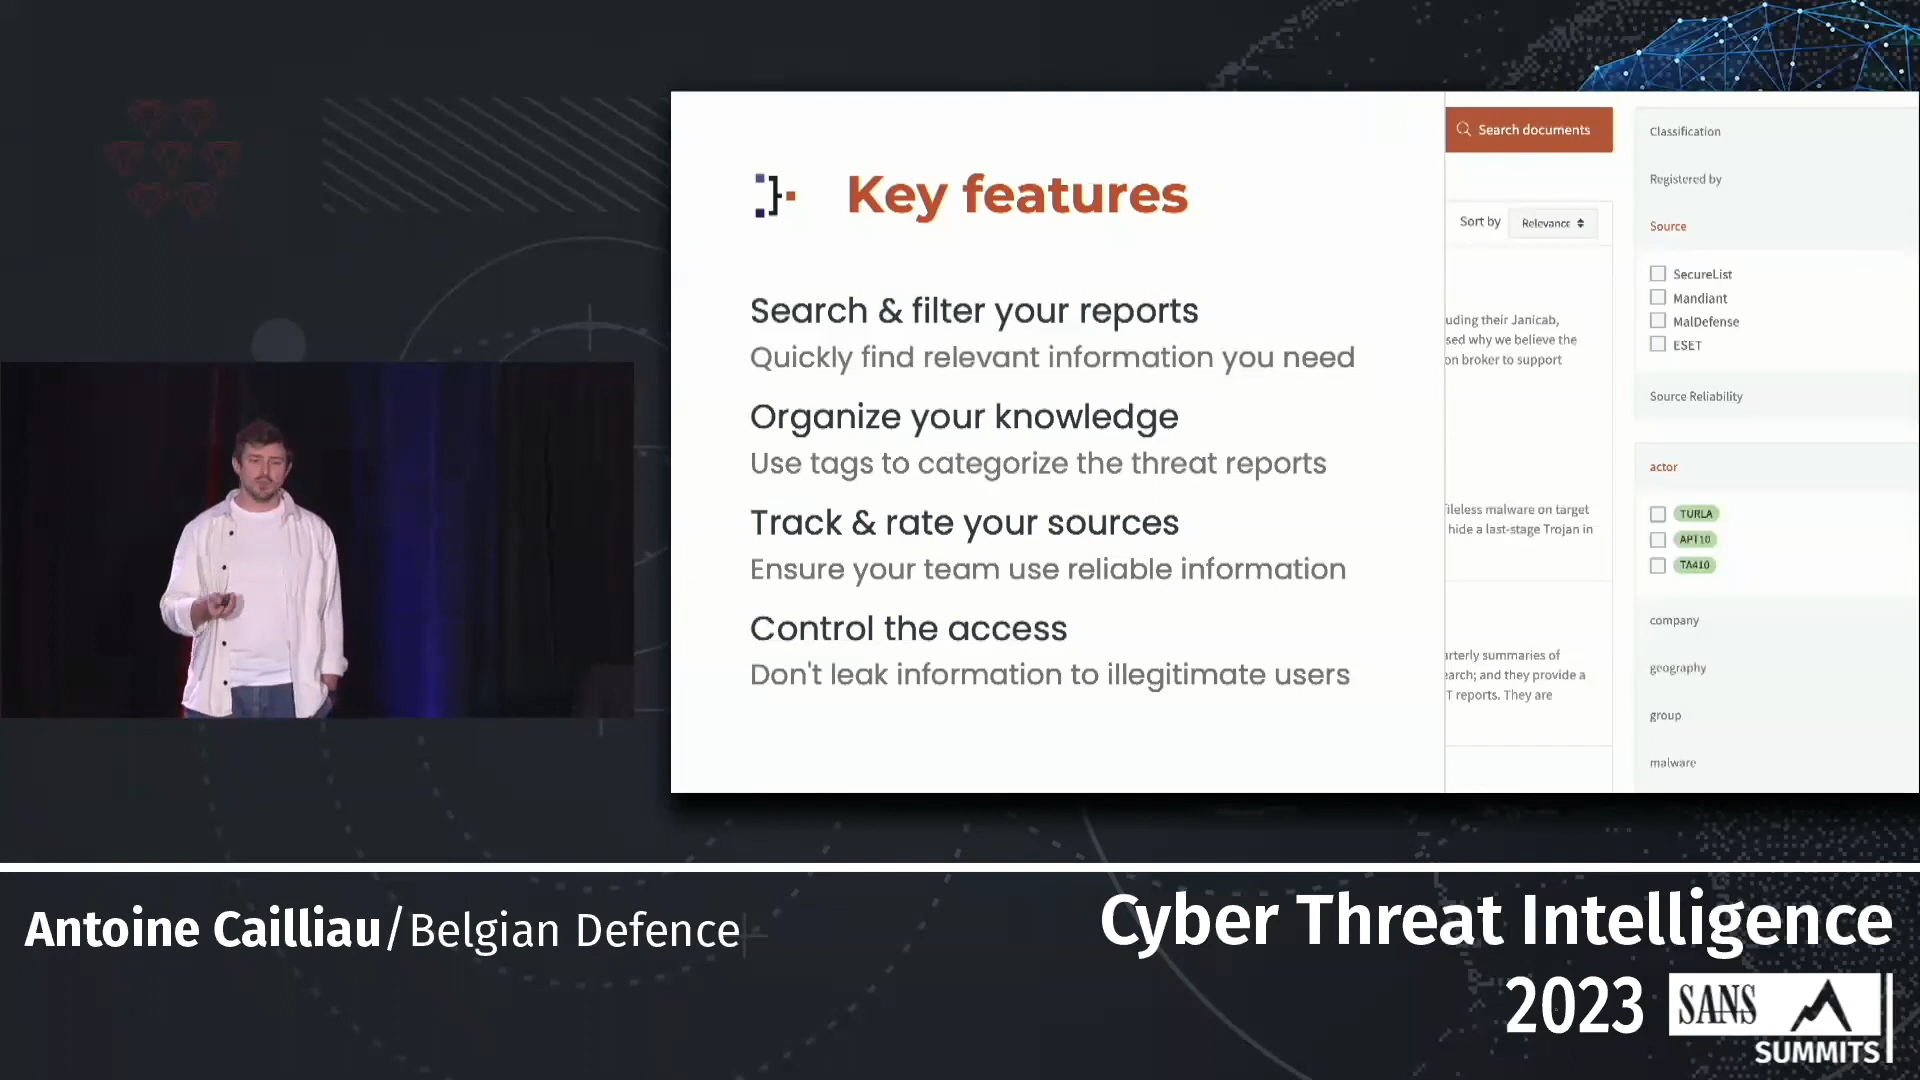 Key features
Search & filter your reports
Quickly find relevant information you need
Organize your knowledge
Use tags to categorize the threat reports
Track & rate your sources
Ensure your team use reliable information
Control the access
Don't leak information to illegitimate users
Search documents
Sort by Relevance
uding their Janicab,
sed why we believe the
on broker to support
fileless malware on target
hide a last-stage Trojan in
arterly summaries of
earch; and they provide a
T reports. They are
Classification
Registered by
Source
SecureList
Mandiant
MalDefense
ESET
Source Reliability
actor
TURLA
APT10
TA410
company
geography
group
malware
Antoine Cailliau/Belgian Defence
Cyber Threat Intelligence
2023 SANS
SUMMITS